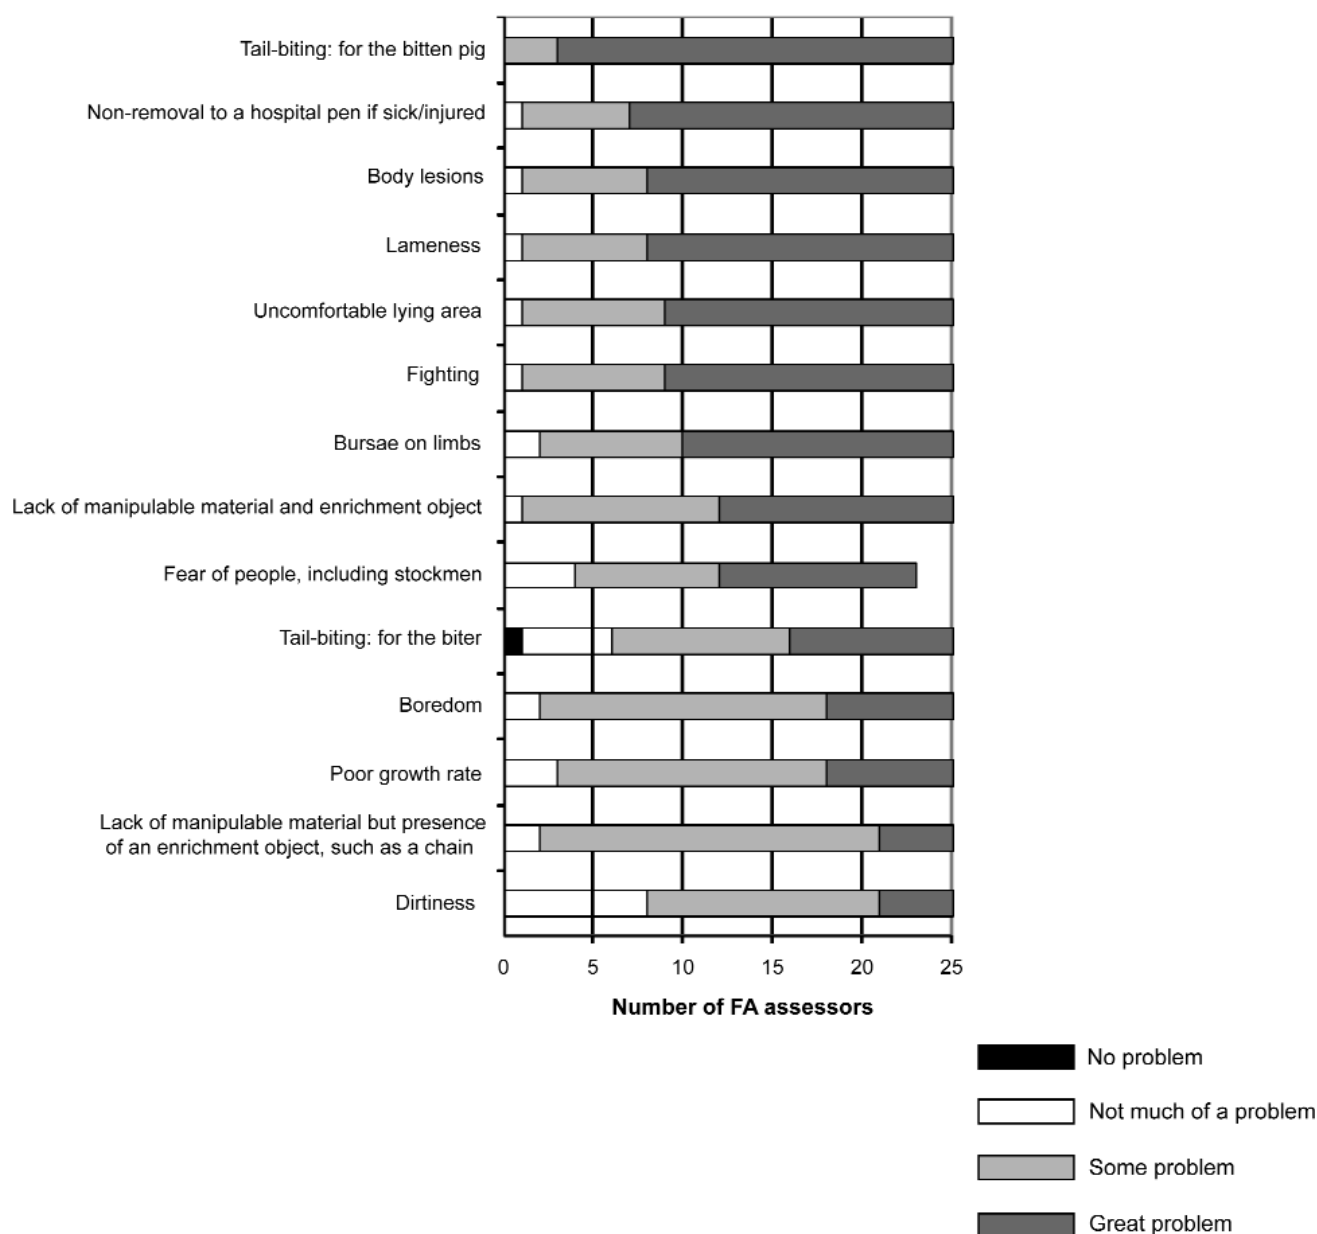 Tail-biting: for the bitten pig
Non-removal to a hospital pen if sick/injured
Body lesions
Lameness
Uncomfortable lying area
Fighting
Bursae on limbs
Lack of manipulable material and enrichment object
Fear of people, including stockmen
Tail-biting: for the biter
Boredom
Poor growth rate
Lack of manipulable material but presence
of an enrichment object, such as a chain
Dirtiness
0 5 10 15 20 25
Number of FA assessors
No problem
Not much of a problem
Some problem
Great problem